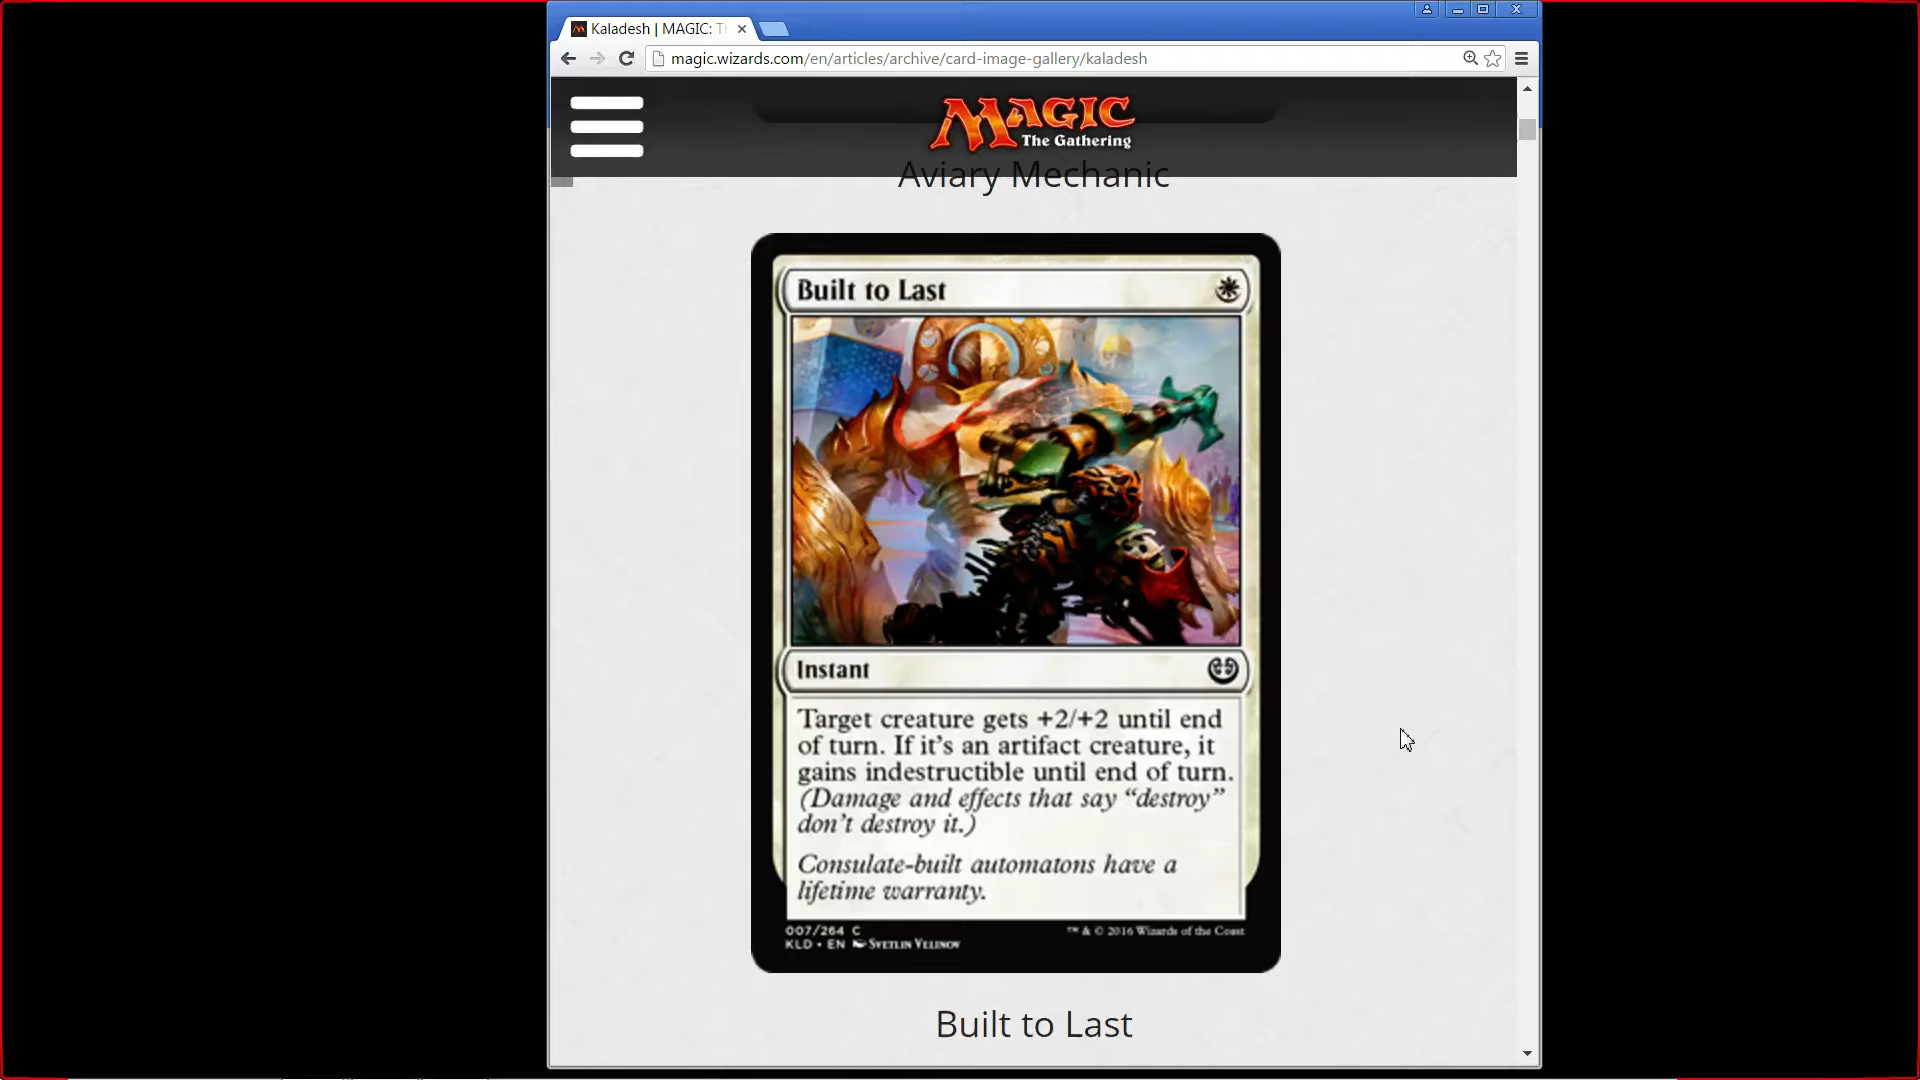 Kaladesh | MAGIC: T
magic.wizards.com/en/articles/archive/card-image-gallery/kaladesh
MAGIC
The Gathering
Aviary Mechanic
Built to Last
Instant
Target creature gets +2/+2 until end
of turn. If it's an artifact creature, it
gains indestructible until end of turn.
(Damage and effects that say “destroy”
don't destroy it.)
Consulate-built automatons have a
lifetime warranty.
007/264 C
™ & © 2016 Wizards of the Coast
KLD • EN Svetlin Velinov
Built to Last